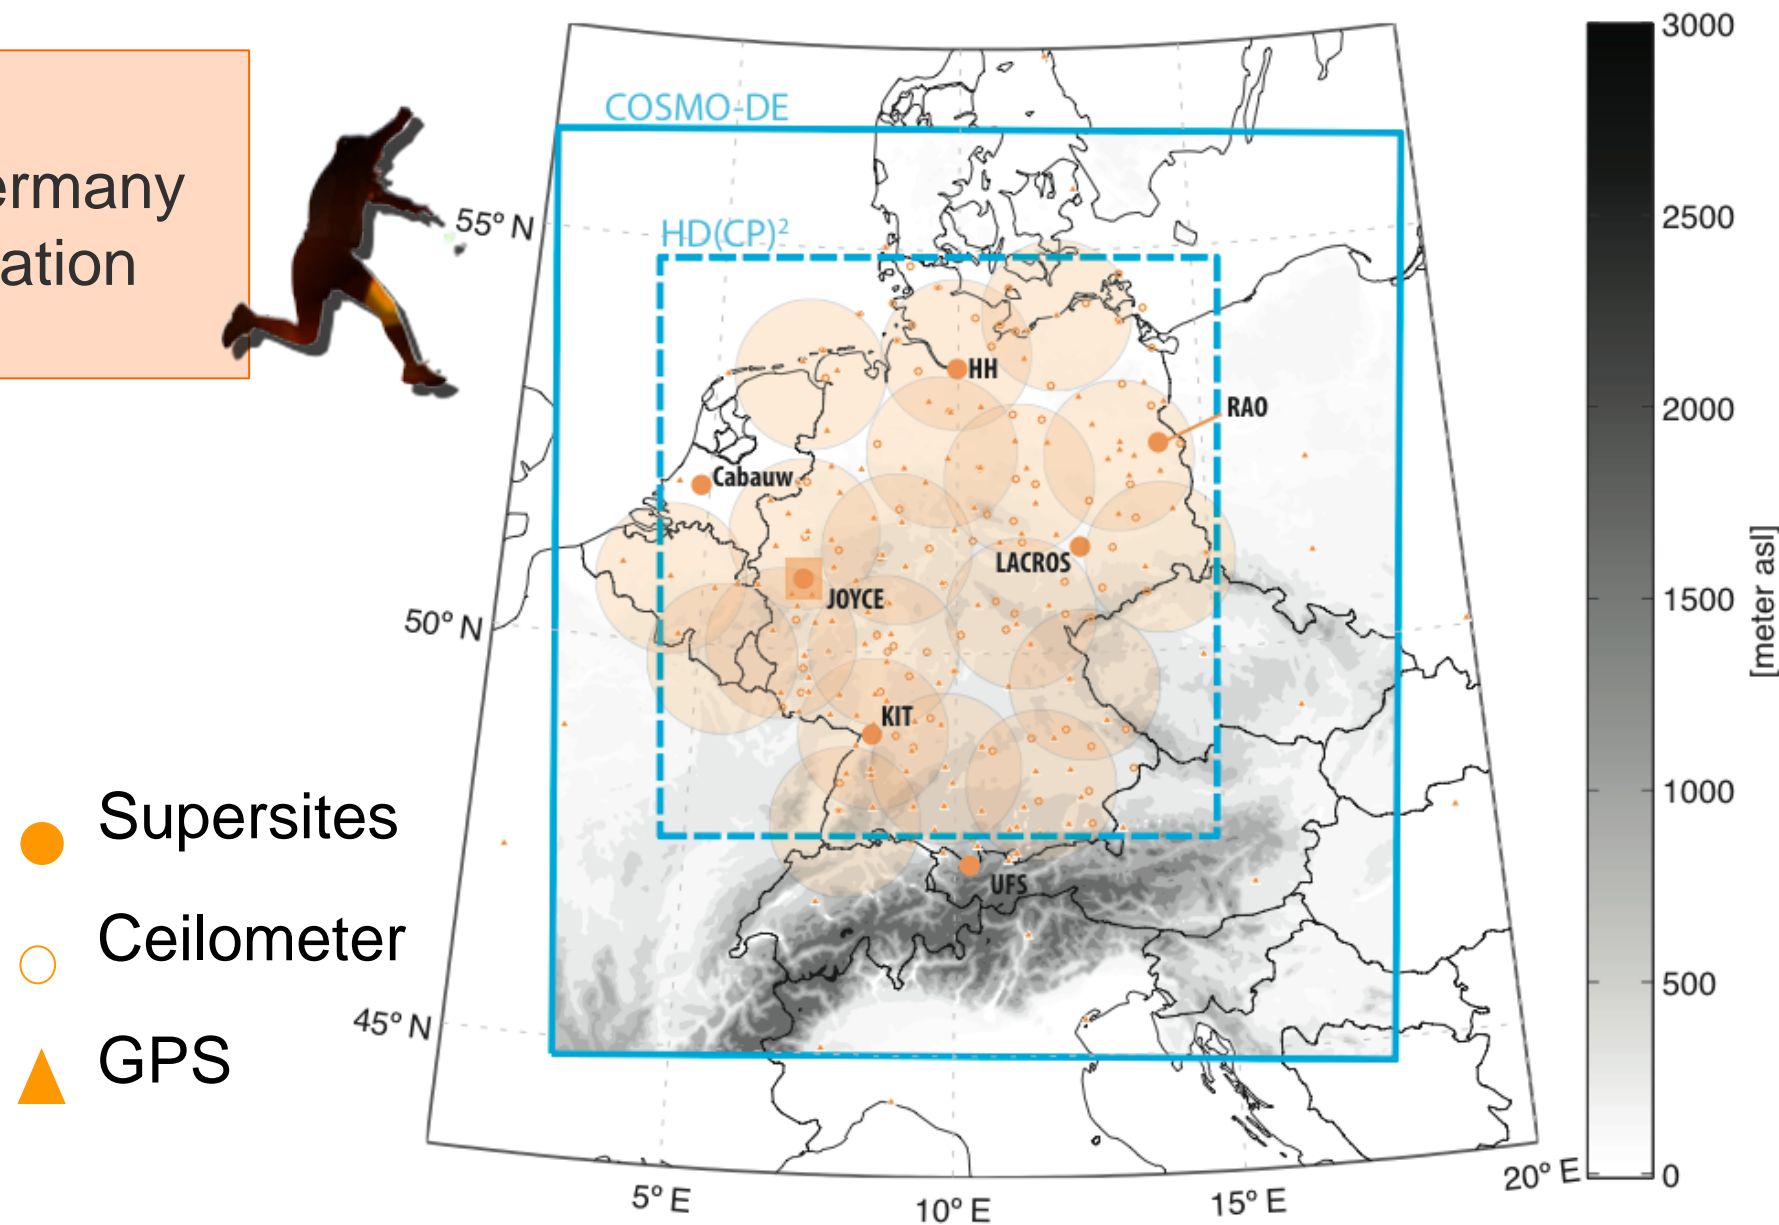 ermany
ation
COSMO-DE
HD(CP)²
55° N
50° N
45° N
HH
RAO
Cabauw
LACROS
JOYCE
KIT
UFS
Supersites
Ceilometer
GPS
5° E
10° E
15° E
20° E
3000
2500
2000
1500
1000
500
0
[meter asl]